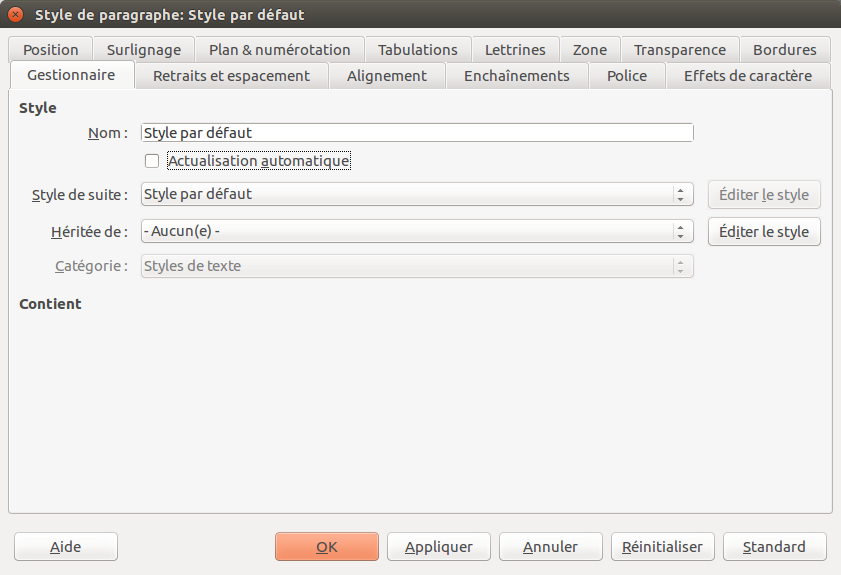 Style de paragraphe: Style par défaut
Position Surlignage Plan & numérotation Tabulations Lettrines Zone Transparence Bordures
Gestionnaire Retraits et espacement Alignement Enchaînements Police Effets de caractère
Style
Nom : Style par défaut
Actualisation automatique
Style de suite : Style par défaut Éditer le style
Héritée de : - Aucun(e) - Éditer le style
Catégorie : Styles de texte
Contient
Aide OK Appliquer Annuler Réinitialiser Standard